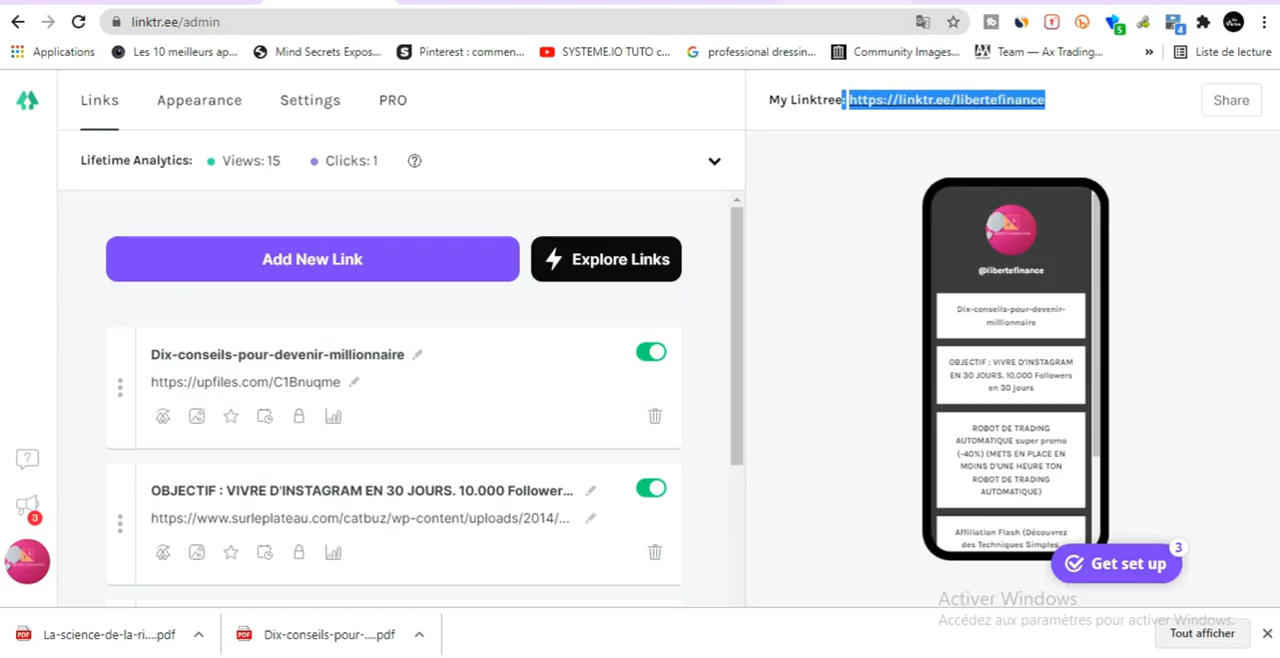 linktr.ee/admin
Applications
Les 10 meilleurs ap...
Mind Secrets Expos...
Pinterest : commen...
SYSTEME.IO TUTO c...
professional dressin...
Community Images...
Team — Ax Trading...
»
Liste de lecture
5
4
Links
Appearance
Settings
PRO
My Linktree: https://linktr.ee/libertefinance
Share
Lifetime Analytics:
Views: 15
Clicks: 1
Add New Link
Explore Links
Dix-conseils-pour-devenir-millionnaire
https://upfiles.com/C1Bnuqme
OBJECTIF : VIVRE D'INSTAGRAM EN 30 JOURS. 10.000 Follower...
https://www.surleplateau.com/catbuz/wp-content/uploads/2014/...
3
@libertefinance
Dix-conseils-pour-devenir-
millionnaire
OBJECTIF : VIVRE D'INSTAGRAM
EN 30 JOURS. 10.000 Followers
en 30 jours
ROBOT DE TRADING
AUTOMATIQUE super promo
(-40%) (METS EN PLACE EN
MOINS D'UNE HEURE TON
ROBOT DE TRADING
AUTOMATIQUE)
Affiliation Flash (Découvrez
des Techniques Simples
Get set up
3
Activer Windows
Accédez aux paramètres pour activer Windows.
La-science-de-la-ri....pdf
Dix-conseils-pour-....pdf
Tout afficher